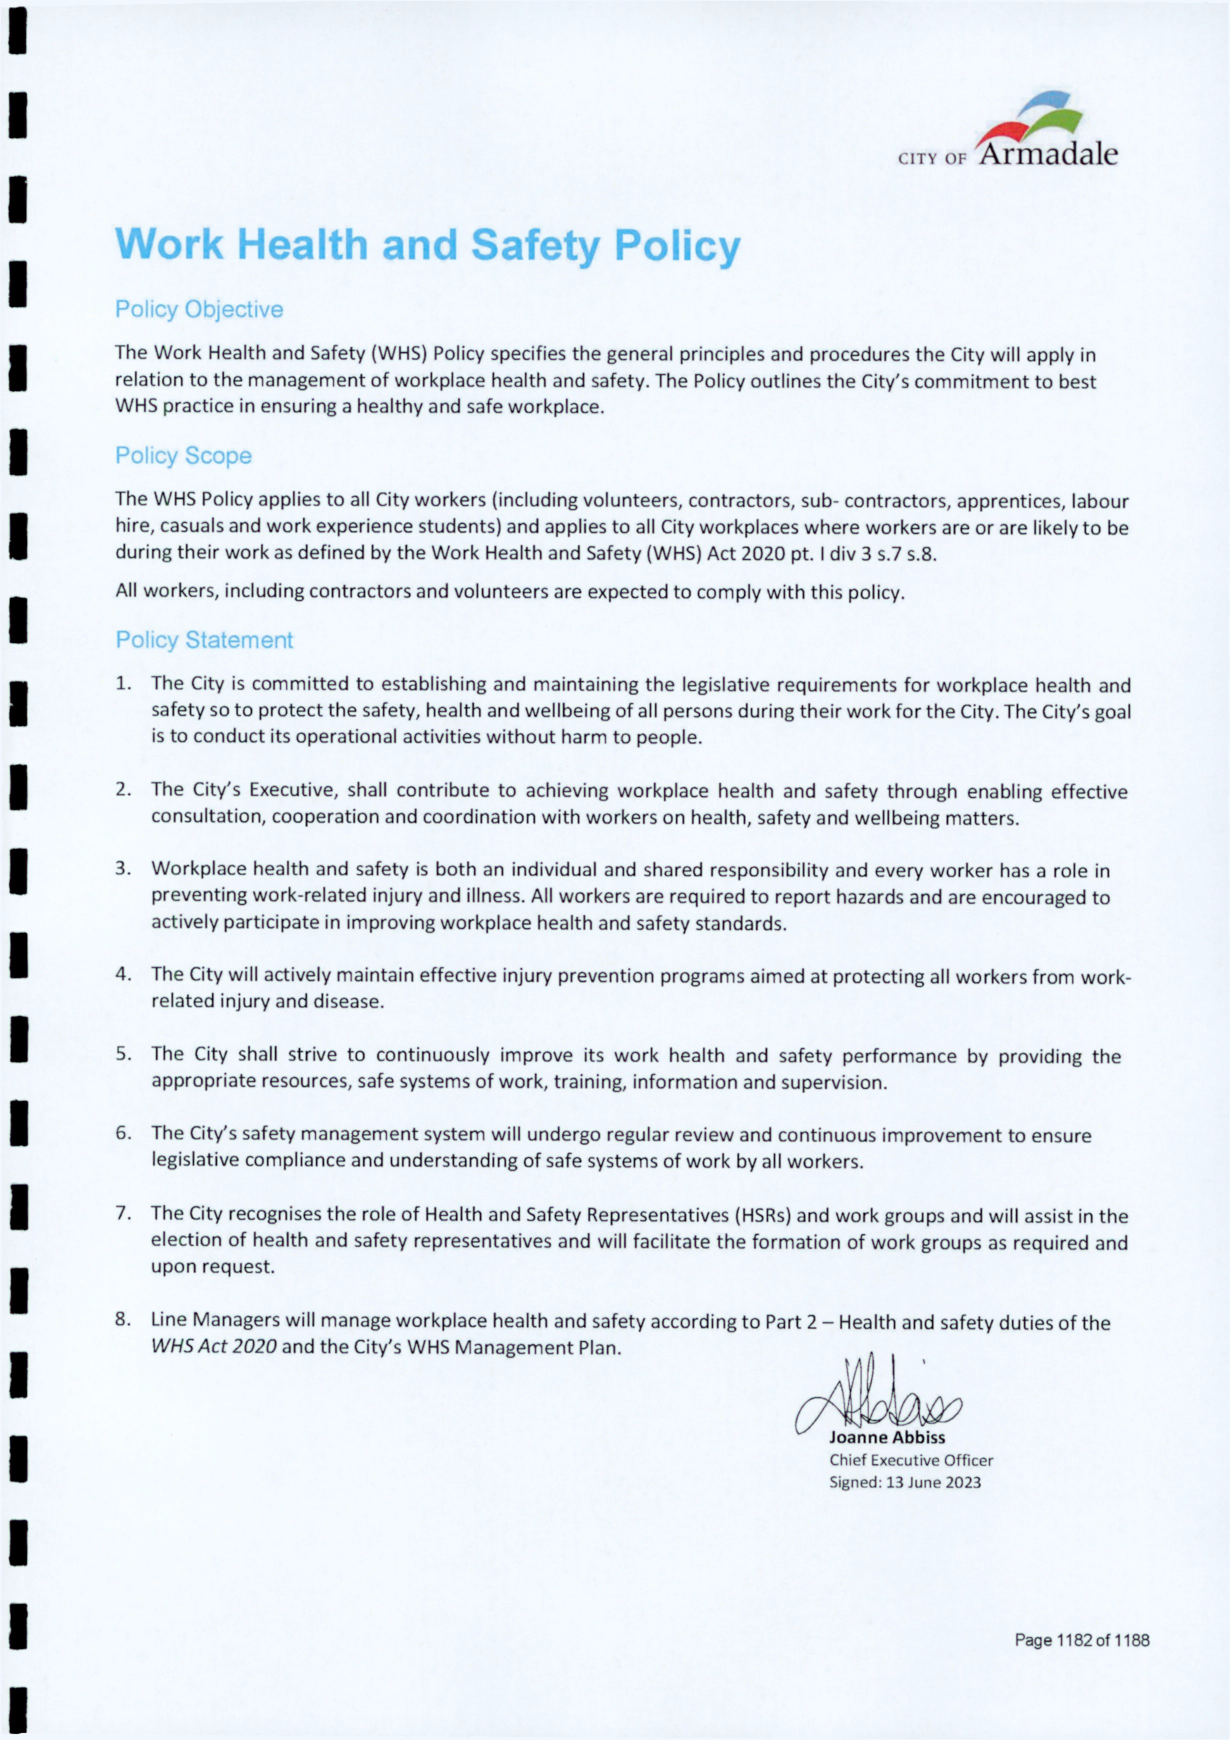 CITY OF Armadale
Work Health and Safety Policy
Policy Objective
The Work Health and Safety (WHS) Policy specifies the general principles and procedures the City will apply in
relation to the management of workplace health and safety. The Policy outlines the City's commitment to best
WHS practice in ensuring a healthy and safe workplace.
Policy Scope
The WHS Policy applies to all City workers (including volunteers, contractors, sub- contractors, apprentices, labour
hire, casuals and work experience students) and applies to all City workplaces where workers are or are likely to be
during their work as defined by the Work Health and Safety (WHS) Act 2020 pt. I div 3 s.7 s.8.
All workers, including contractors and volunteers are expected to comply with this policy.
Policy Statement
1. The City is committed to establishing and maintaining the legislative requirements for workplace health and
safety so to protect the safety, health and wellbeing of all persons during their work for the City. The City's goal
is to conduct its operational activities without harm to people.
2. The City's Executive, shall contribute to achieving workplace health and safety through enabling effective
consultation, cooperation and coordination with workers on health, safety and wellbeing matters.
3. Workplace health and safety is both an individual and shared responsibility and every worker has a role in
preventing work-related injury and illness. All workers are required to report hazards and are encouraged to
actively participate in improving workplace health and safety standards.
4. The City will actively maintain effective injury prevention programs aimed at protecting all workers from work-
related injury and disease.
5. The City shall strive to continuously improve its work health and safety performance by providing the
appropriate resources, safe systems of work, training, information and supervision.
6. The City's safety management system will undergo regular review and continuous improvement to ensure
legislative compliance and understanding of safe systems of work by all workers.
7. The City recognises the role of Health and Safety Representatives (HSRs) and work groups and will assist in the
election of health and safety representatives and will facilitate the formation of work groups as required and
upon request.
8. Line Managers will manage workplace health and safety according to Part 2 – Health and safety duties of the
WHS Act 2020 and the City's WHS Management Plan.
Joanne Abbiss
Chief Executive Officer
Signed: 13 June 2023
Page 1182 of 1188